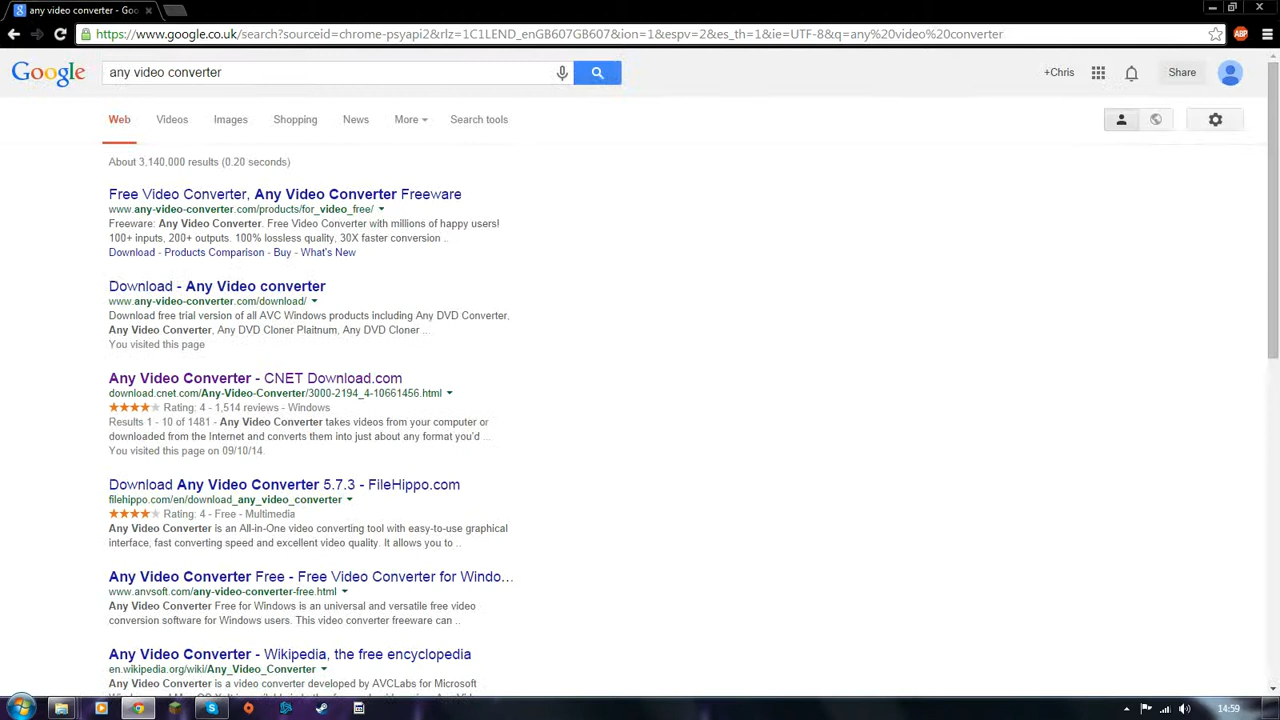 any video converter - Goo
https://www.google.co.uk/search?sourceid=chrome-psyapi2&rlz=1C1LEND_enGB607GB607&ion=1&espv=2&es_th=1&ie=UTF-8&q=any%20video%20converter
ABP
Google
any video converter
+Chris
Share
Web
Videos
Images
Shopping
News
More
Search tools
About 3,140,000 results (0.20 seconds)
Free Video Converter, Any Video Converter Freeware
www.any-video-converter.com/products/for_video_free/
Freeware: Any Video Converter. Free Video Converter with millions of happy users!
100+ inputs, 200+ outputs. 100% lossless quality, 30X faster conversion ..
Download - Products Comparison - Buy - What's New
Download - Any Video converter
www.any-video-converter.com/download/
Download free trial version of all AVC Windows products including Any DVD Converter,
Any Video Converter, Any DVD Cloner Plaitnum, Any DVD Cloner ...
You visited this page
Any Video Converter - CNET Download.com
download.cnet.com/Any-Video-Converter/3000-2194_4-10661456.html
Rating: 4 - 1,514 reviews - Windows
Results 1 - 10 of 1481 - Any Video Converter takes videos from your computer or
downloaded from the Internet and converts them into just about any format you'd ...
You visited this page on 09/10/14.
Download Any Video Converter 5.7.3 - FileHippo.com
filehippo.com/en/download_any_video_converter
Rating: 4 - Free - Multimedia
Any Video Converter is an All-in-One video converting tool with easy-to-use graphical
interface, fast converting speed and excellent video quality. It allows you to ..
Any Video Converter Free - Free Video Converter for Windo...
www.anvsoft.com/any-video-converter-free.html
Any Video Converter Free for Windows is an universal and versatile free video
conversion software for Windows users. This video converter freeware can ..
Any Video Converter - Wikipedia, the free encyclopedia
en.wikipedia.org/wiki/Any_Video_Converter
Any Video Converter is a video converter developed by AVCLabs for Microsoft
14:59